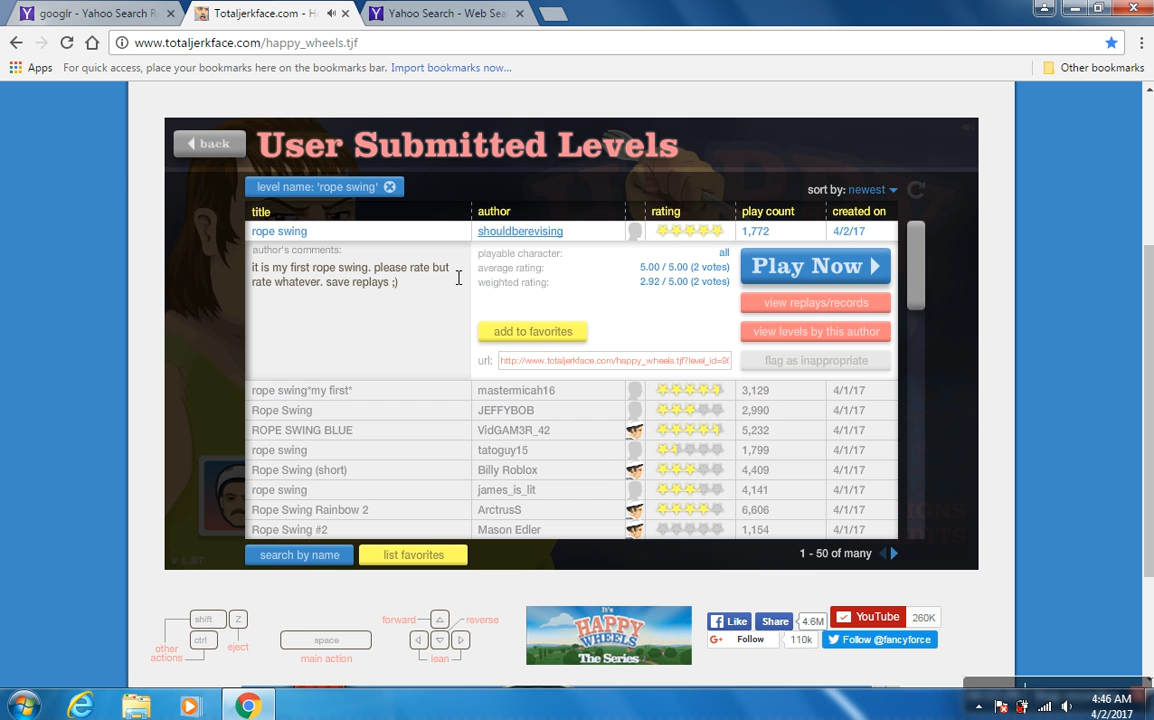 googlr - Yahoo Search R
Totaljerkface.com - H
Yahoo Search - Web Sea
www.totaljerkface.com/happy_wheels.tjf
Apps For quick access, place your bookmarks here on the bookmarks bar. Import bookmarks now... Other bookmarks
back User Submitted Levels
level name: 'rope swing' sort by: newest
title author rating play count created on
rope swing shouldberevising 1,772 4/2/17
author's comments:
it is my first rope swing. please rate but
rate whatever. save replays ;)
playable character: all
average rating: 5.00 / 5.00 (2 votes)
weighted rating: 2.92 / 5.00 (2 votes)
Play Now
view replays/records
add to favorites view levels by this author
url: http://www.totaljerkface.com/happy_wheels.tjf?level_id=9 flag as inappropriate
rope swing*my first* mastermicah16 3,129 4/1/17
Rope Swing JEFFYBOB 2,990 4/1/17
ROPE SWING BLUE VidGAM3R_42 5,232 4/1/17
rope swing tatoguy15 1,799 4/1/17
Rope Swing (short) Billy Roblox 4,409 4/1/17
rope swing james_is_lit 4,141 4/1/17
Rope Swing Rainbow 2 ArctrusS 6,606 4/1/17
Rope Swing #2 Mason Edler 1,154 4/1/17
search by name list favorites 1 - 50 of many
v 1.87
shift Z
ctrl eject
other
actions
space
main action
forward reverse
lean
IT'S
HAPPY
WHEELS
The Series
Like Share 4.6M YouTube 260K
G+ Follow 110k Follow @fancyforce
4:46 AM
4/2/2017